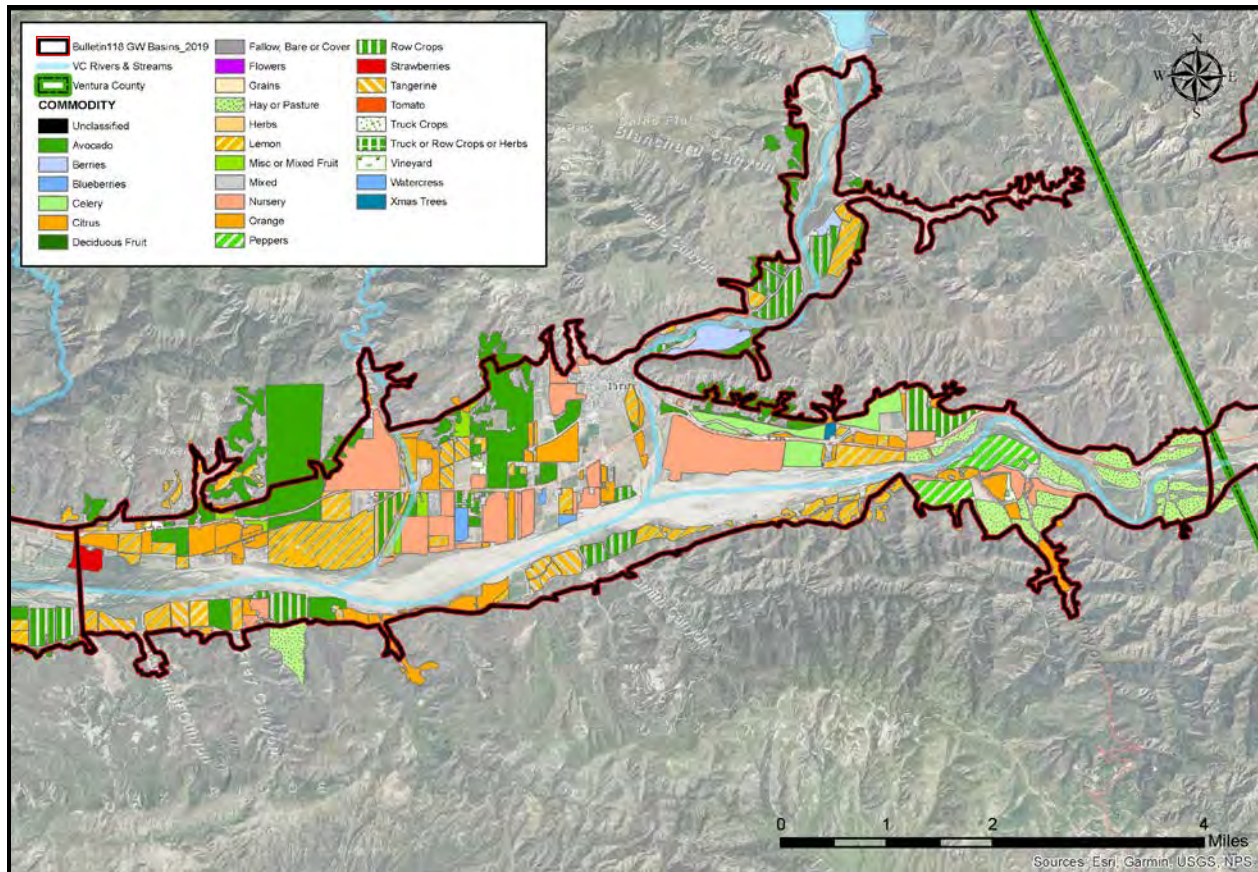 Bulletin118 GW Basins_2019
VC Rivers & Streams
Ventura County
COMMODITY
Unclassified
Avocado
Berries
Blueberries
Celery
Citrus
Deciduous Fruit
Fallow, Bare or Cover
Flowers
Grains
Hay or Pasture
Herbs
Lemon
Misc or Mixed Fruit
Mixed
Nursery
Orange
Peppers
Row Crops
Strawberries
Tangerine
Tomato
Truck Crops
Truck or Row Crops or Herbs
Vineyard
Watercress
Xmas Trees
N
W E
S
Canyon
0 1 2 4
Miles
Sources: Esri, Garmin, USGS, NPS